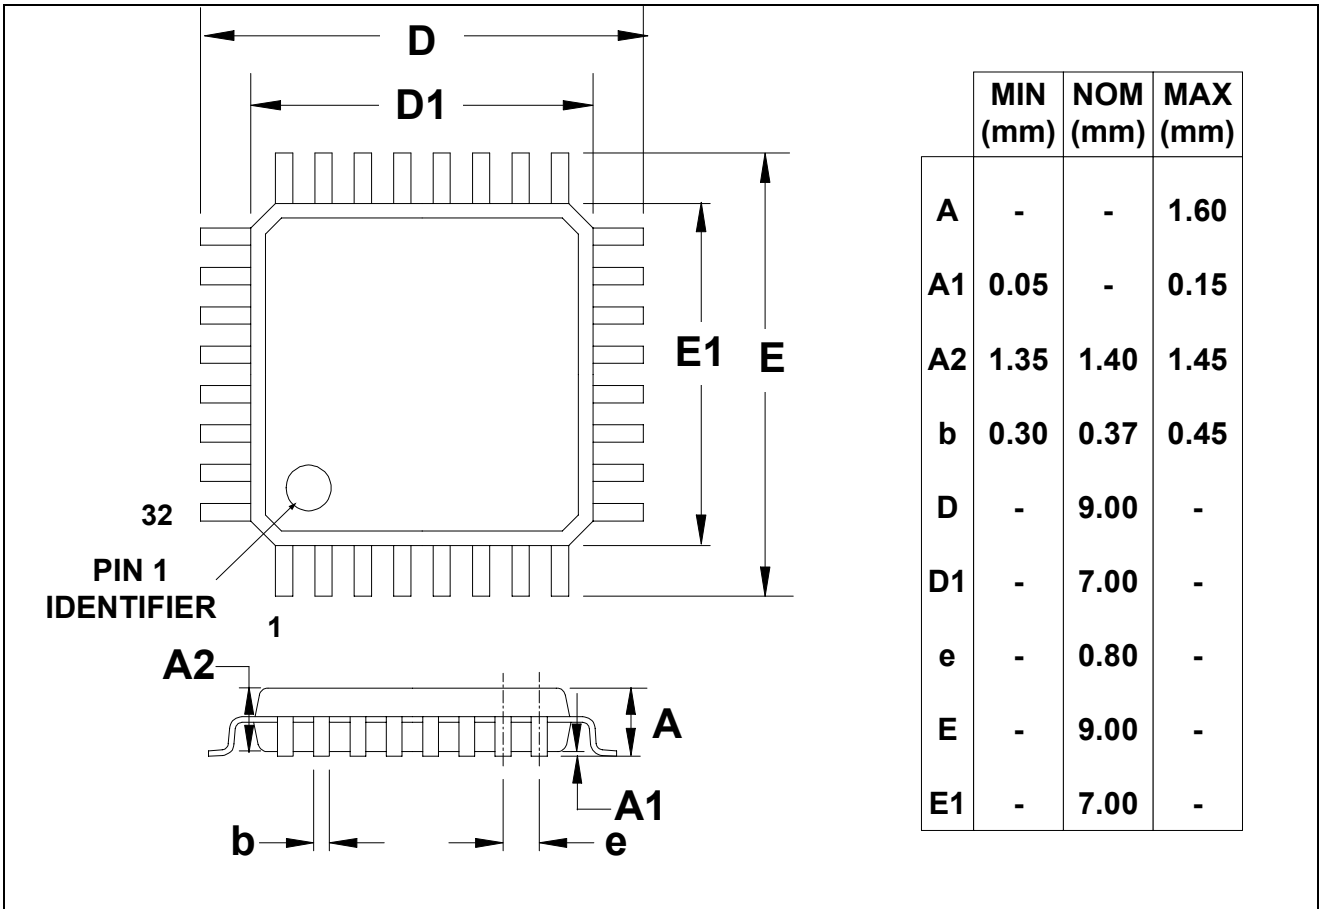 D
D1
E1
E
32
PIN 1
IDENTIFIER
1
A2
A
A1
b
e
MIN NOM MAX
(mm) (mm) (mm)
A - - 1.60
A1 0.05 - 0.15
A2 1.35 1.40 1.45
b 0.30 0.37 0.45
D - 9.00 -
D1 - 7.00 -
e - 0.80 -
E - 9.00 -
E1 - 7.00 -